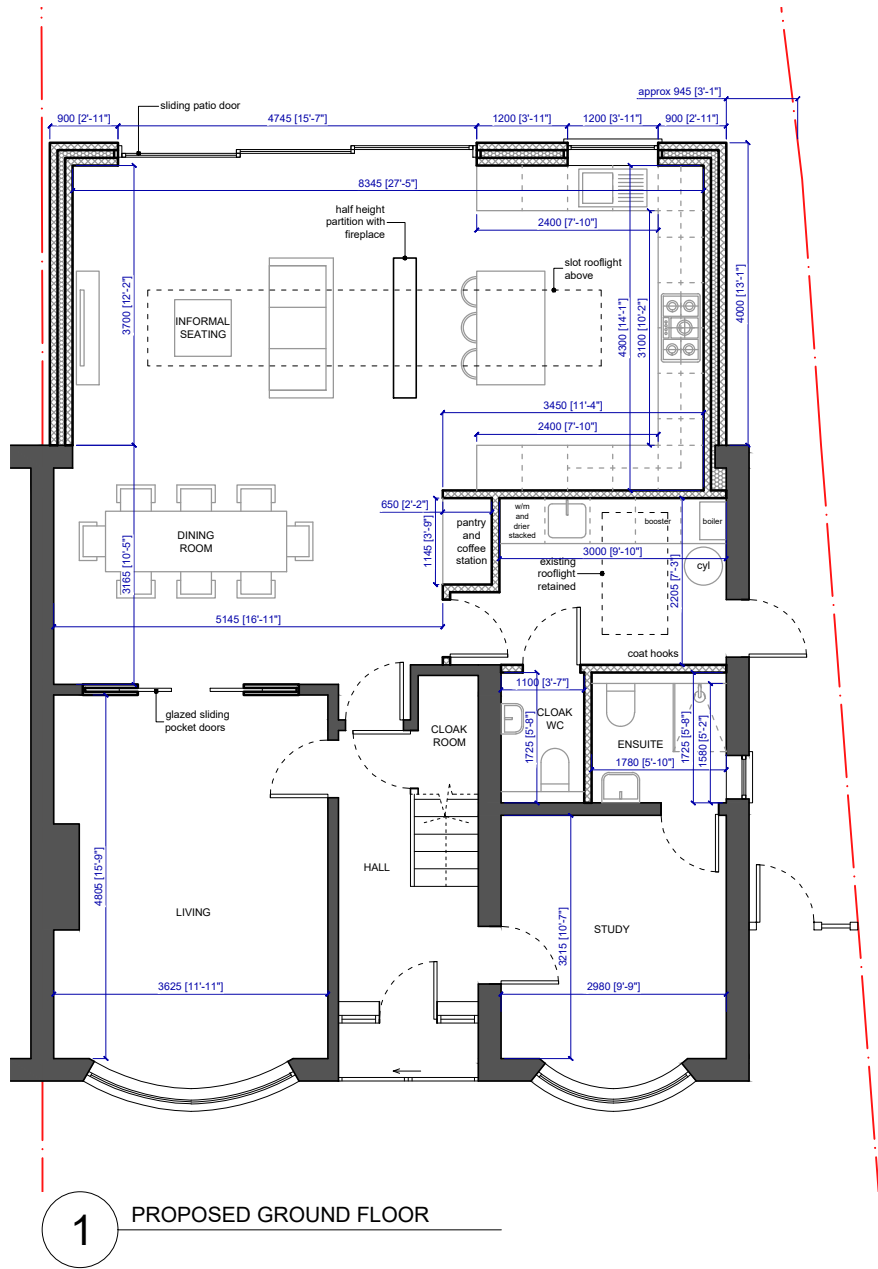 approx 945 [3'-1"]
sliding patio door
900 [2'-11"]
4745 [15'-7"]
1200 [3'-11"]
1200 [3'-11"]
900 [2'-11"]
8345 [27'-5"]
half height
partition with
fireplace
2400 [7'-10"]
slot rooflight
above
3700 [12'-2"]
INFORMAL
SEATING
4300 [14'-1"]
3100 [10'-2"]
4000 [13'-1"]
3450 [11'-4"]
2400 [7'-10"]
650 [2'-2"]
w/m
and
drier
stacked
booster
boiler
pantry
and
coffee
station
1145 [3'-9"]
DINING
ROOM
3165 [10'-5"]
3000 [9'-10"]
existing
rooflight
retained
cyl
2205 [7'-3"]
5145 [16'-11"]
coat hooks
1100 [3'-7"]
glazed sliding
pocket doors
CLOAK
ROOM
CLOAK
WC
1725 [5'-8"]
ENSUITE
1725 [5'-8"]
1580 [5'-2"]
1780 [5'-10"]
HALL
4805 [15'-9"]
LIVING
STUDY
3215 [10'-7"]
3625 [11'-11"]
2980 [9'-9"]
1
PROPOSED GROUND FLOOR